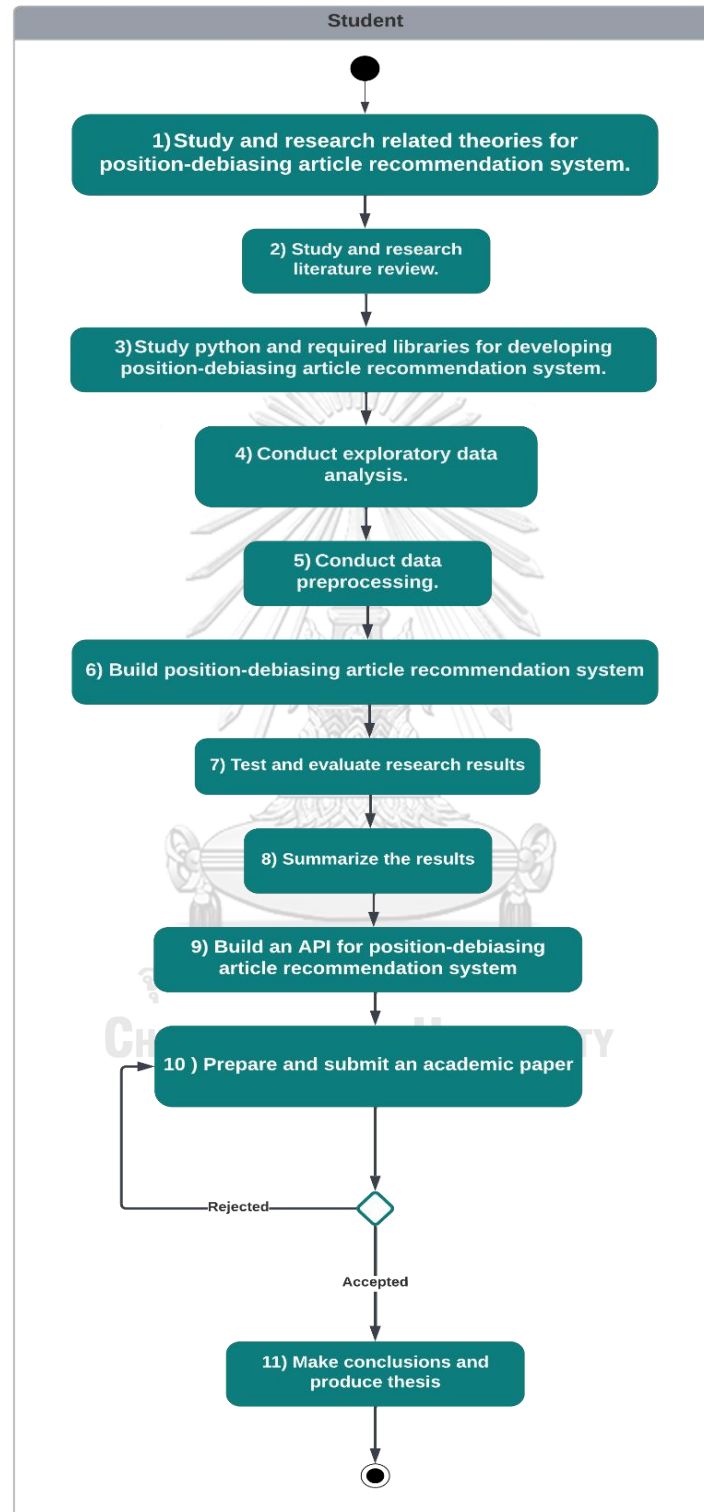 Student
1) Study and research related theories for
position-debiasing article recommendation system.
2) Study and research
literature review.
3) Study python and required libraries for developing
position-debiasing article recommendation system.
4) Conduct exploratory data
analysis.
5) Conduct data
preprocessing.
6) Build position-debiasing article recommendation system
7) Test and evaluate research results
8) Summarize the results
9) Build an API for position-debiasing
article recommendation system
10 ) Prepare and submit an academic paper
Rejected
Accepted
11) Make conclusions and
produce thesis